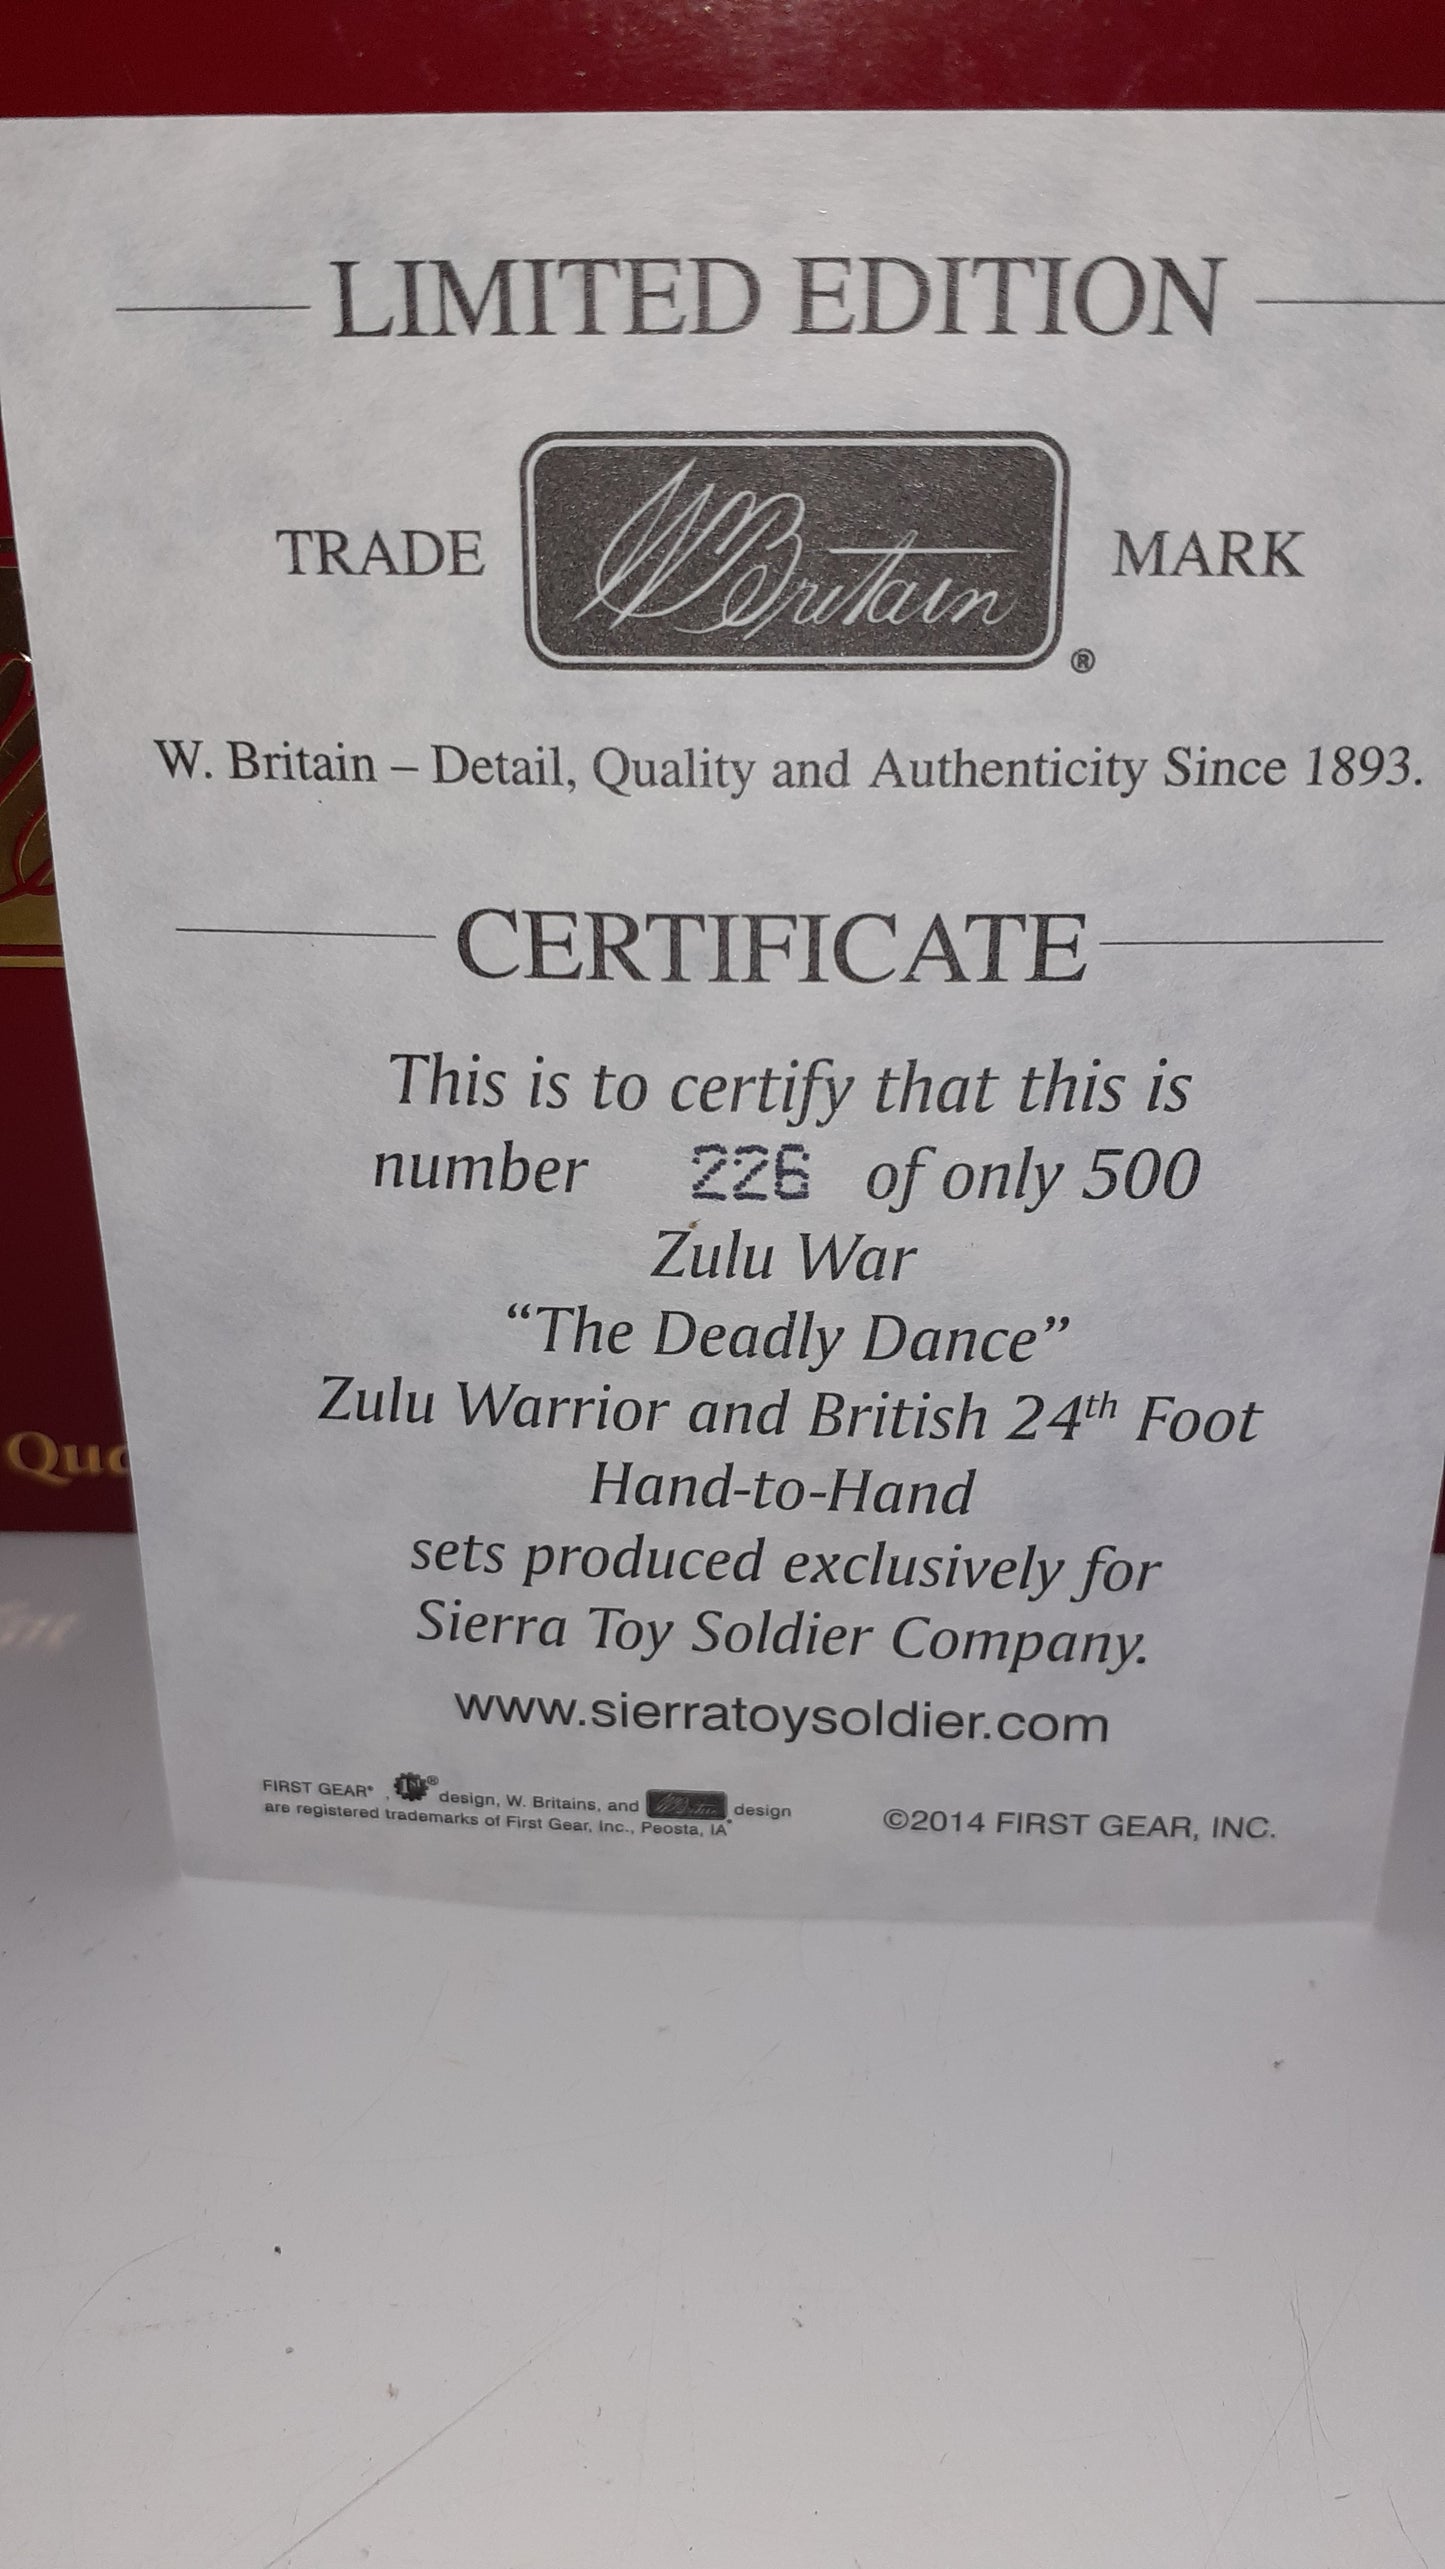 LIMITED EDITION
TRADE W Britain ® MARK
W. Britain – Detail, Quality and Authenticity Since 1893.
CERTIFICATE
This is to certify that this is
number 226 of only 500
Zulu War
“The Deadly Dance”
Zulu Warrior and British 24th Foot
Hand-to-Hand
sets produced exclusively for
Sierra Toy Soldier Company.
www.sierratoysoldier.com
FIRST GEAR®, ® design, W. Britains, and W Britain design
are registered trademarks of First Gear, Inc., Peosta, IA
©2014 FIRST GEAR, INC.